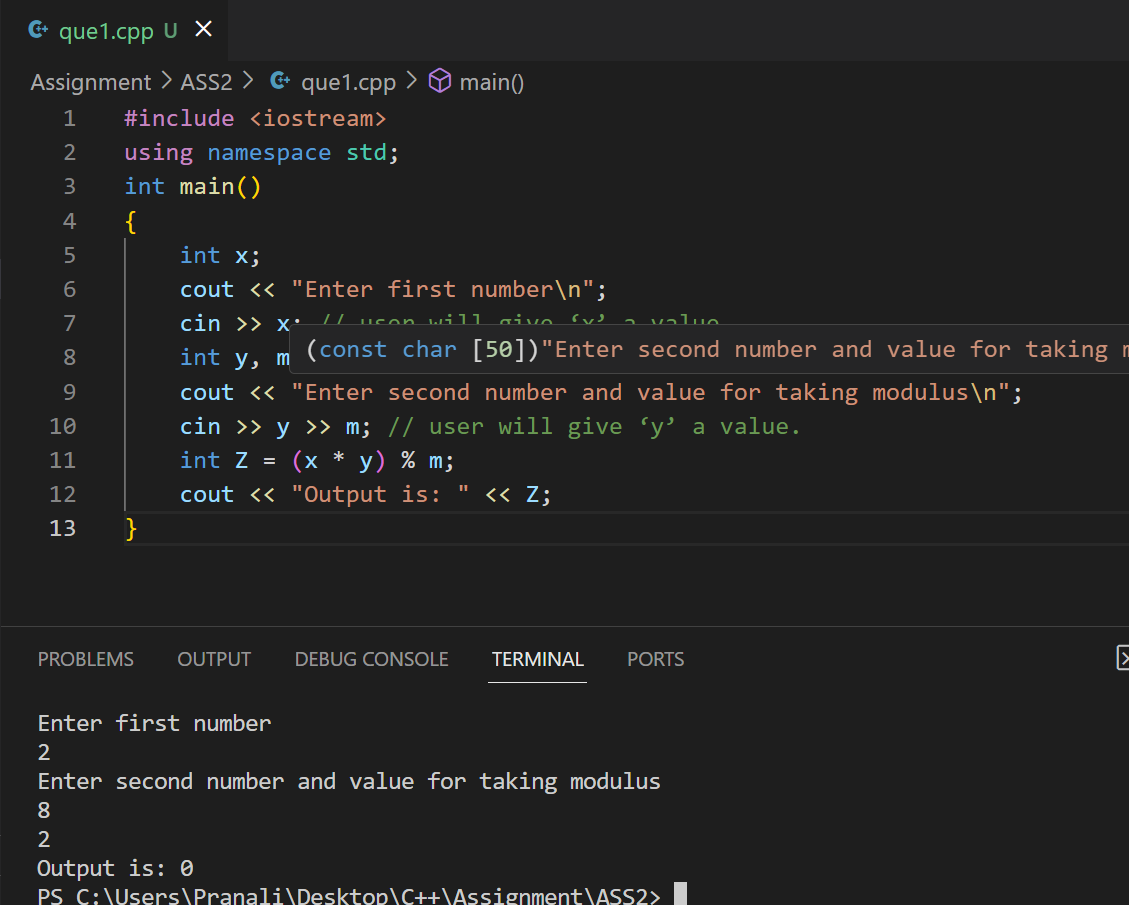 que1.cpp U
Assignment > ASS2 > que1.cpp > main()
1 #include <iostream>
2 using namespace std;
3 int main()
4 {
5 int x;
6 cout << "Enter first number\n";
7 cin >> x; // user will give ‘x’ a value
(const char [50])"Enter second number and value for taking
8 int y, m
9 cout << "Enter second number and value for taking modulus\n";
10 cin >> y >> m; // user will give ‘y’ a value.
11 int Z = (x * y) % m;
12 cout << "Output is: " << Z;
13 }
PROBLEMS OUTPUT DEBUG CONSOLE TERMINAL PORTS
Enter first number
2
Enter second number and value for taking modulus
8
2
Output is: 0
PS C:\Users\Pranali\Desktop\C++\Assignment\ASS2>